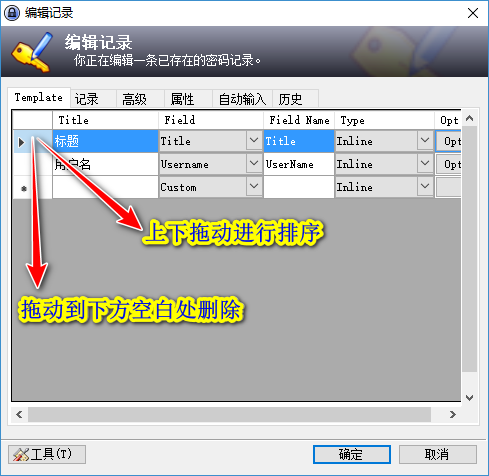 编辑记录
编辑记录
你正在编辑一条已存在的密码记录。
Template 记录 高级 属性 自动输入 历史
Title Field Field Name Type Opt
标题 Title Title Inline Opt
用户名 Username UserName Inline Opt
Custom Inline
上下拖动进行排序
拖动到下方空白处删除
工具(T) 确定 取消